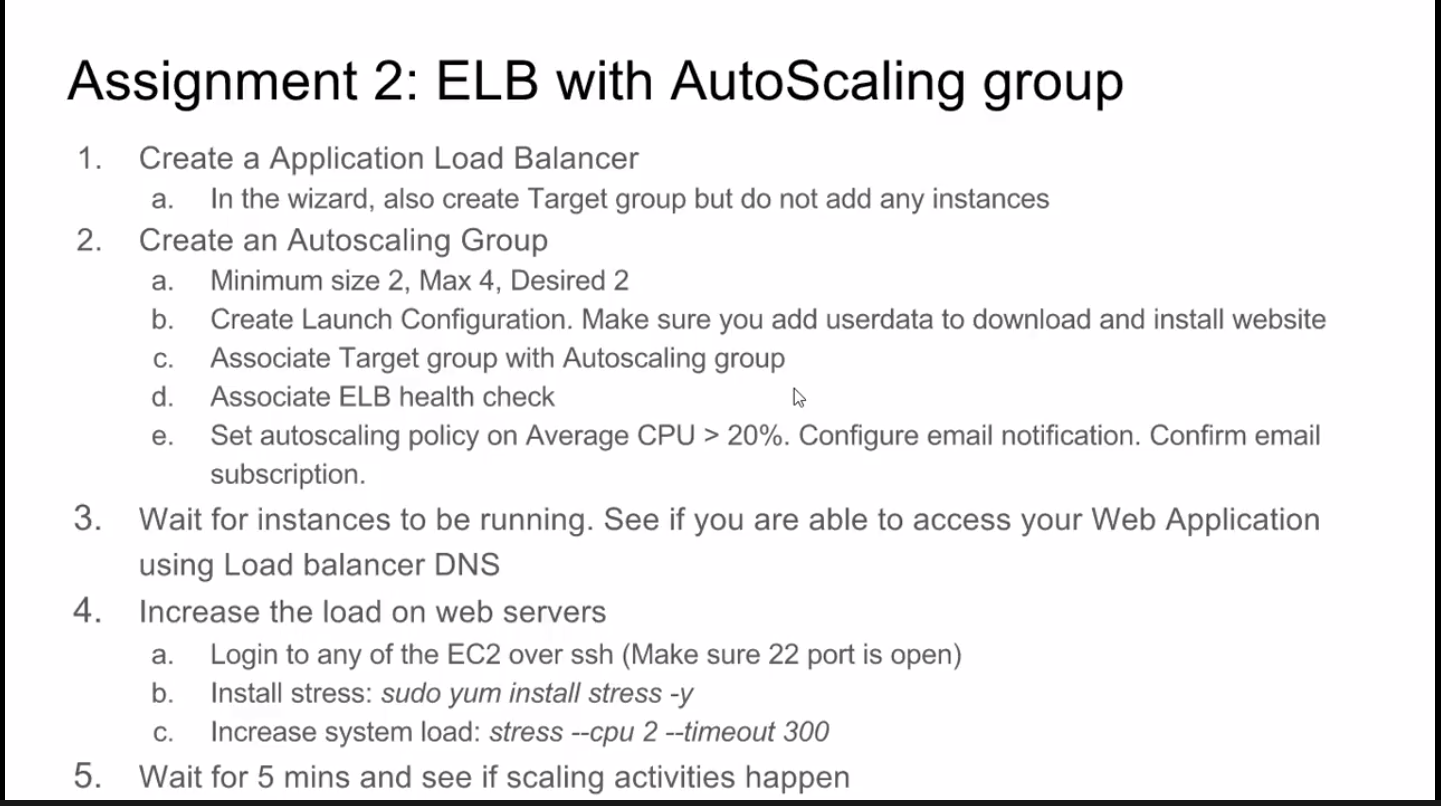 Assignment 2: ELB with AutoScaling group
1. Create a Application Load Balancer
a. In the wizard, also create Target group but do not add any instances
2. Create an Autoscaling Group
a. Minimum size 2, Max 4, Desired 2
b. Create Launch Configuration. Make sure you add userdata to download and install website
c. Associate Target group with Autoscaling group
d. Associate ELB health check
e. Set autoscaling policy on Average CPU > 20%. Configure email notification. Confirm email
subscription.
3. Wait for instances to be running. See if you are able to access your Web Application
using Load balancer DNS
4. Increase the load on web servers
a. Login to any of the EC2 over ssh (Make sure 22 port is open)
b. Install stress: sudo yum install stress -y
c. Increase system load: stress --cpu 2 --timeout 300
5. Wait for 5 mins and see if scaling activities happen